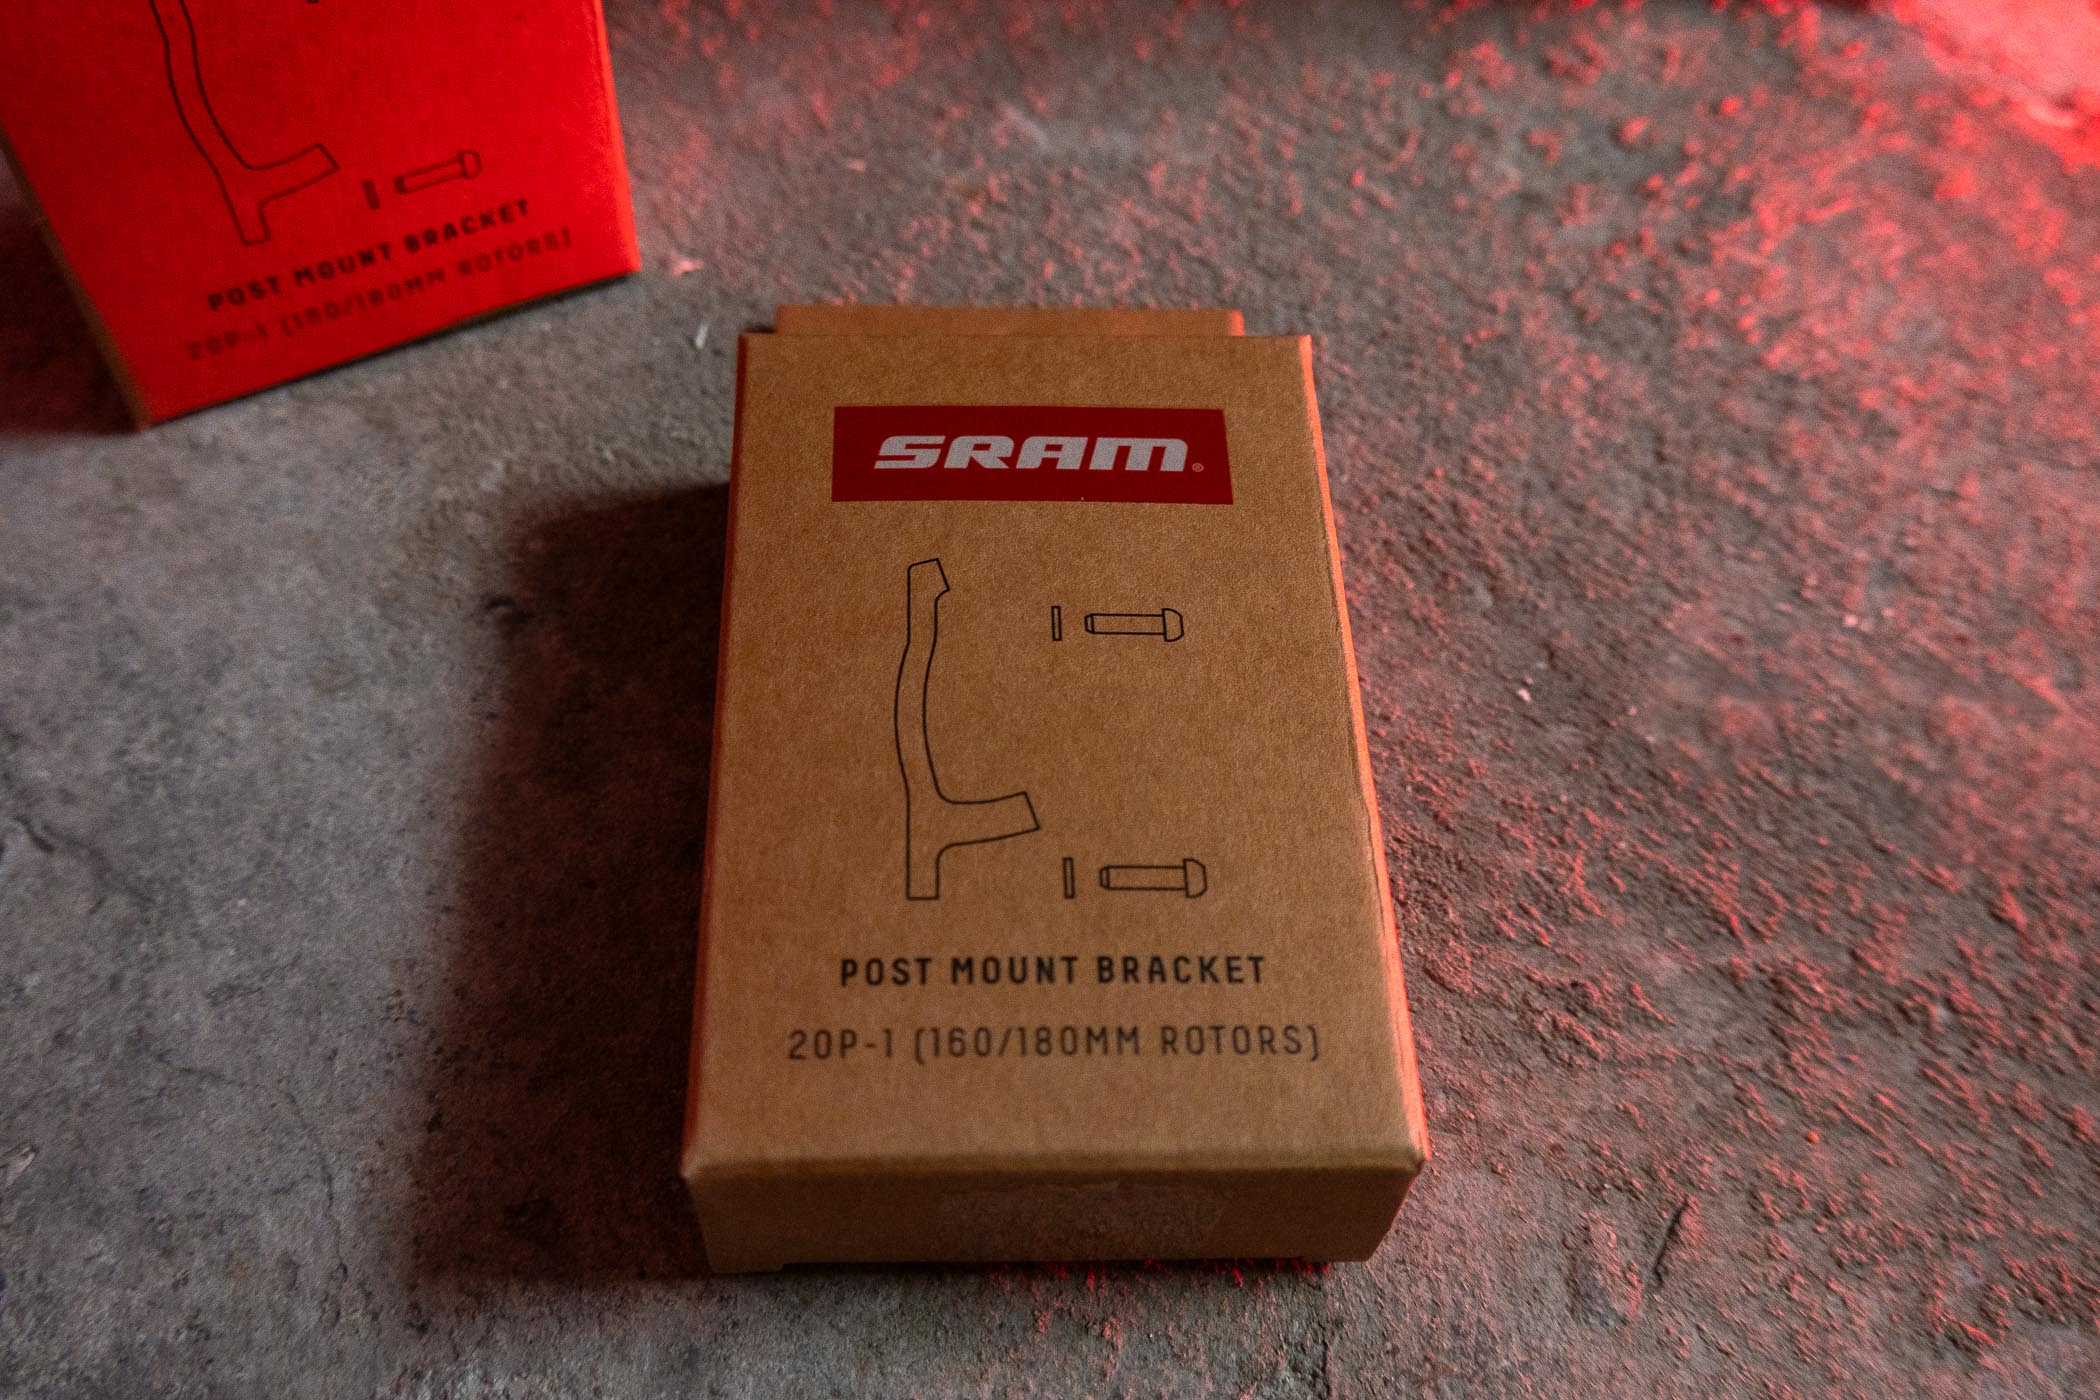 POST MOUNT BRACKET
20P-1 (160/180MM ROTORS)
SRAM®
POST MOUNT BRACKET
20P-1 (160/180MM ROTORS)